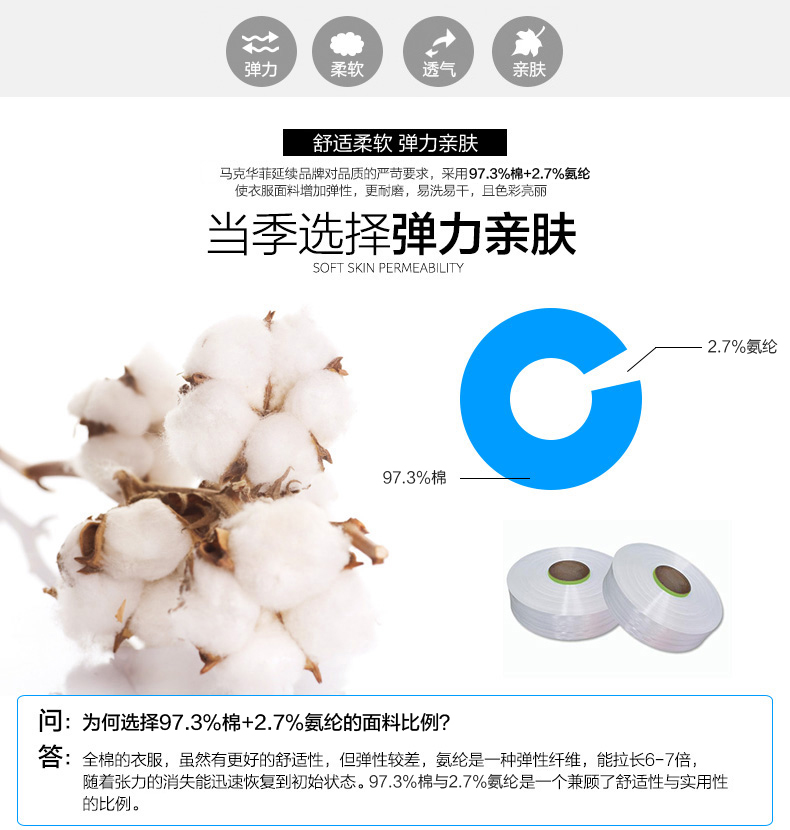 弹力 柔软 透气 亲肤
舒适柔软 弹力亲肤
马克华菲延续品牌对品质的严苛要求，采用97.3%棉+2.7%氨纶
使衣服面料增加弹性，更耐磨，易洗易干，且色彩亮丽
当季选择弹力亲肤
SOFT SKIN PERMEABILITY
2.7%氨纶
97.3%棉
问：为何选择97.3%棉+2.7%氨纶的面料比例?
答：全棉的衣服，虽然有更好的舒适性，但弹性较差，氨纶是一种弹性纤维，能拉长6-7倍，
随着张力的消失能迅速恢复到初始状态。97.3%棉与2.7%氨纶是一个兼顾了舒适性与实用性
的比例。